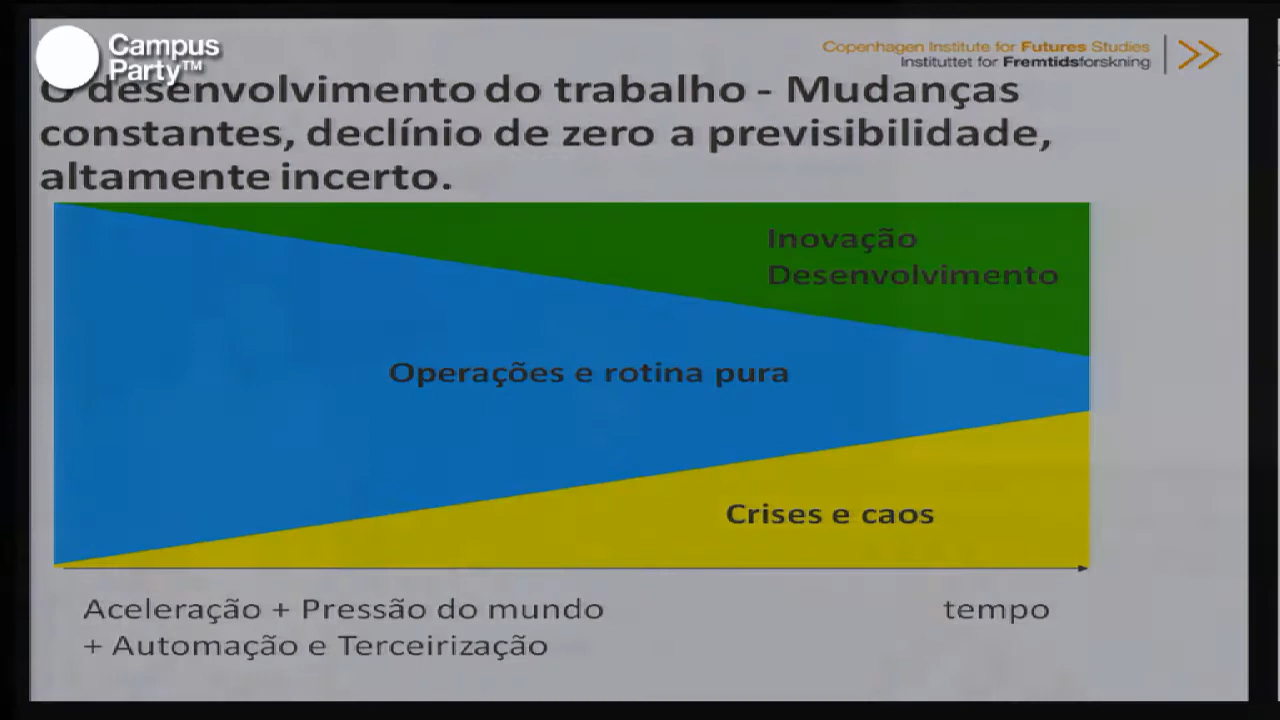 Campus
Party™
Copenhagen Institute for Futures Studies
Instituttet for Fremtidsforskning
O desenvolvimento do trabalho - Mudanças
constantes, declínio de zero a previsibilidade,
altamente incerto.
Inovação
Desenvolvimento
Operações e rotina pura
Crises e caos
Aceleração + Pressão do mundo
+ Automação e Terceirização
tempo